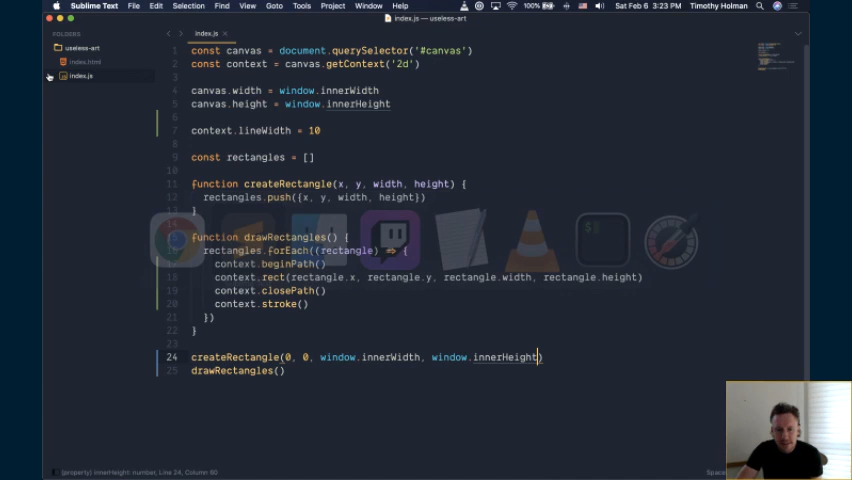 Sublime Text File Edit Selection Find View Goto Tools Project Window Help 100% Sat Feb 6 3:23 PM Timothy Holman
index.js — useless-art
FOLDERS
useless-art
index.html
index.js
index.js ×
1 const canvas = document.querySelector('#canvas')
2 const context = canvas.getContext('2d')
3
4 canvas.width = window.innerWidth
5 canvas.height = window.innerHeight
6
7 context.lineWidth = 10
8
9 const rectangles = []
10
11 function createRectangle(x, y, width, height) {
12 rectangles.push({x, y, width, height})
13 }
14
15 function drawRectangles() {
16 rectangles.forEach((rectangle) => {
17 context.beginPath()
18 context.rect(rectangle.x, rectangle.y, rectangle.width, rectangle.height)
19 context.closePath()
20 context.stroke()
21 })
22 }
23
24 createRectangle(0, 0, window.innerWidth, window.innerHeight)
25 drawRectangles()
(property) innerHeight: number, Line 24, Column 60